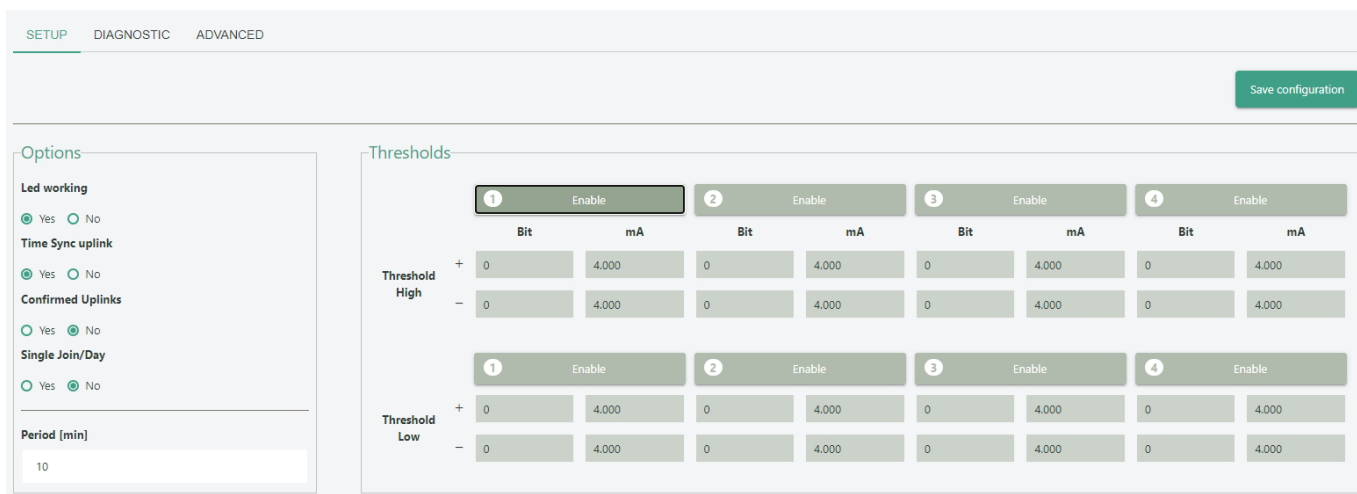 SETUP DIAGNOSTIC ADVANCED
Save configuration
Options
Led working
Yes No
Time Sync uplink
Yes No
Confirmed Uplinks
Yes No
Single Join/Day
Yes No
Period [min]
10
Thresholds
1 Enable 2 Enable 3 Enable 4 Enable
Bit mA Bit mA Bit mA Bit mA
Threshold High
+ 0 4.000 0 4.000 0 4.000 0 4.000
− 0 4.000 0 4.000 0 4.000 0 4.000
1 Enable 2 Enable 3 Enable 4 Enable
Threshold Low
+ 0 4.000 0 4.000 0 4.000 0 4.000
− 0 4.000 0 4.000 0 4.000 0 4.000